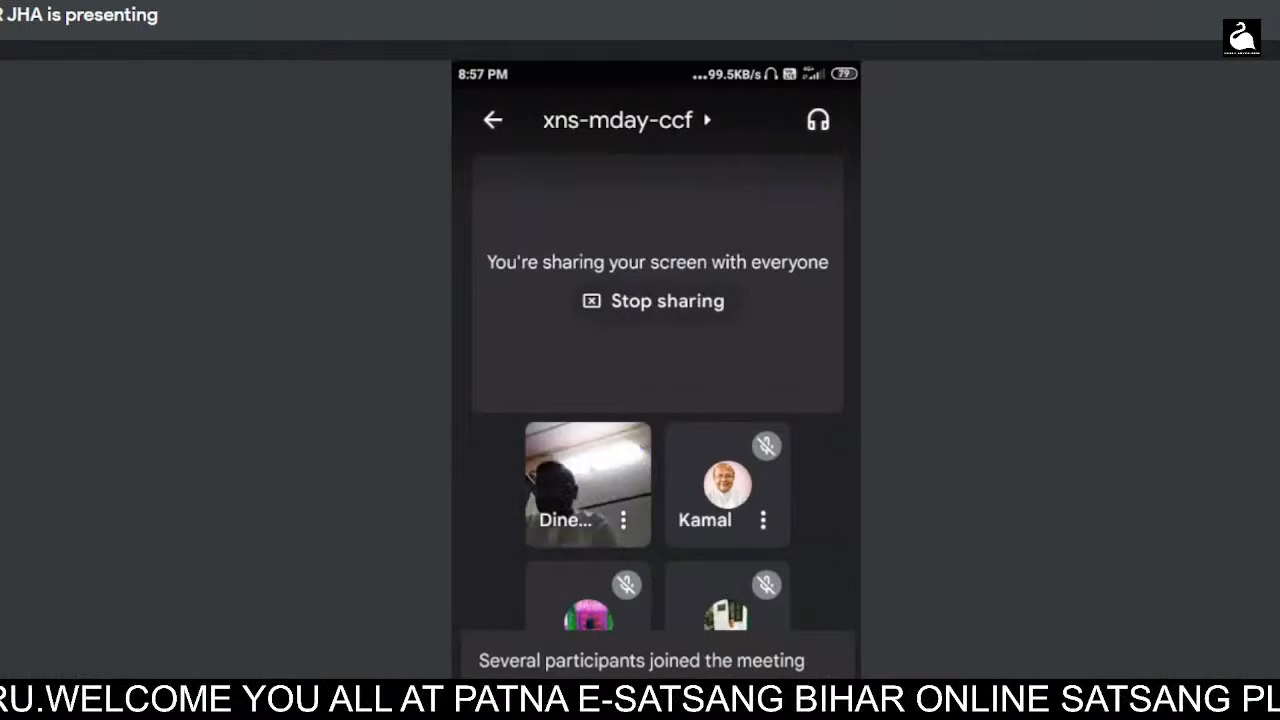 R JHA is presenting
8:57 PM
...99.5KB/s
4G+
79
xns-mday-ccf
You're sharing your screen with everyone
Stop sharing
Dine...
Kamal
Several participants joined the meeting
RU.WELCOME YOU ALL AT PATNA E-SATSANG BIHAR ONLINE SATSANG PL